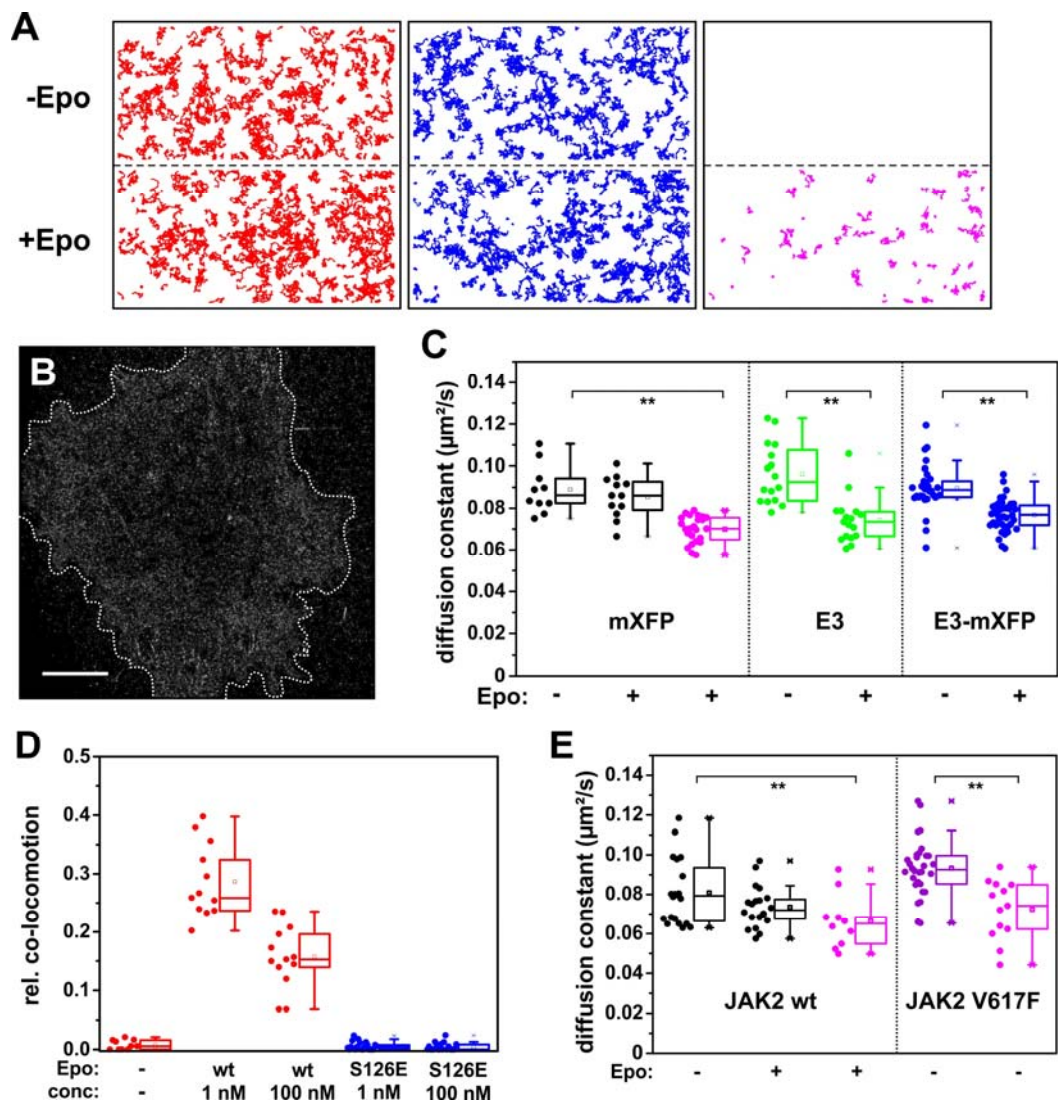 A
-Epo
+Epo
B
C
diffusion constant (µm²/s)
0.14
0.12
0.10
0.08
0.06
0.04
0.02
0
**
**
**
mXFP
E3
E3-mXFP
Epo: - + + - + - +
D
rel. co-locomotion
0.5
0.4
0.3
0.2
0.1
0.0
Epo: - wt wt S126E S126E
conc: - 1 nM 100 nM 1 nM 100 nM
E
diffusion constant (µm²/s)
0.14
0.12
0.10
0.08
0.06
0.04
0.02
0
**
**
JAK2 wt
JAK2 V617F
Epo: - + + - -